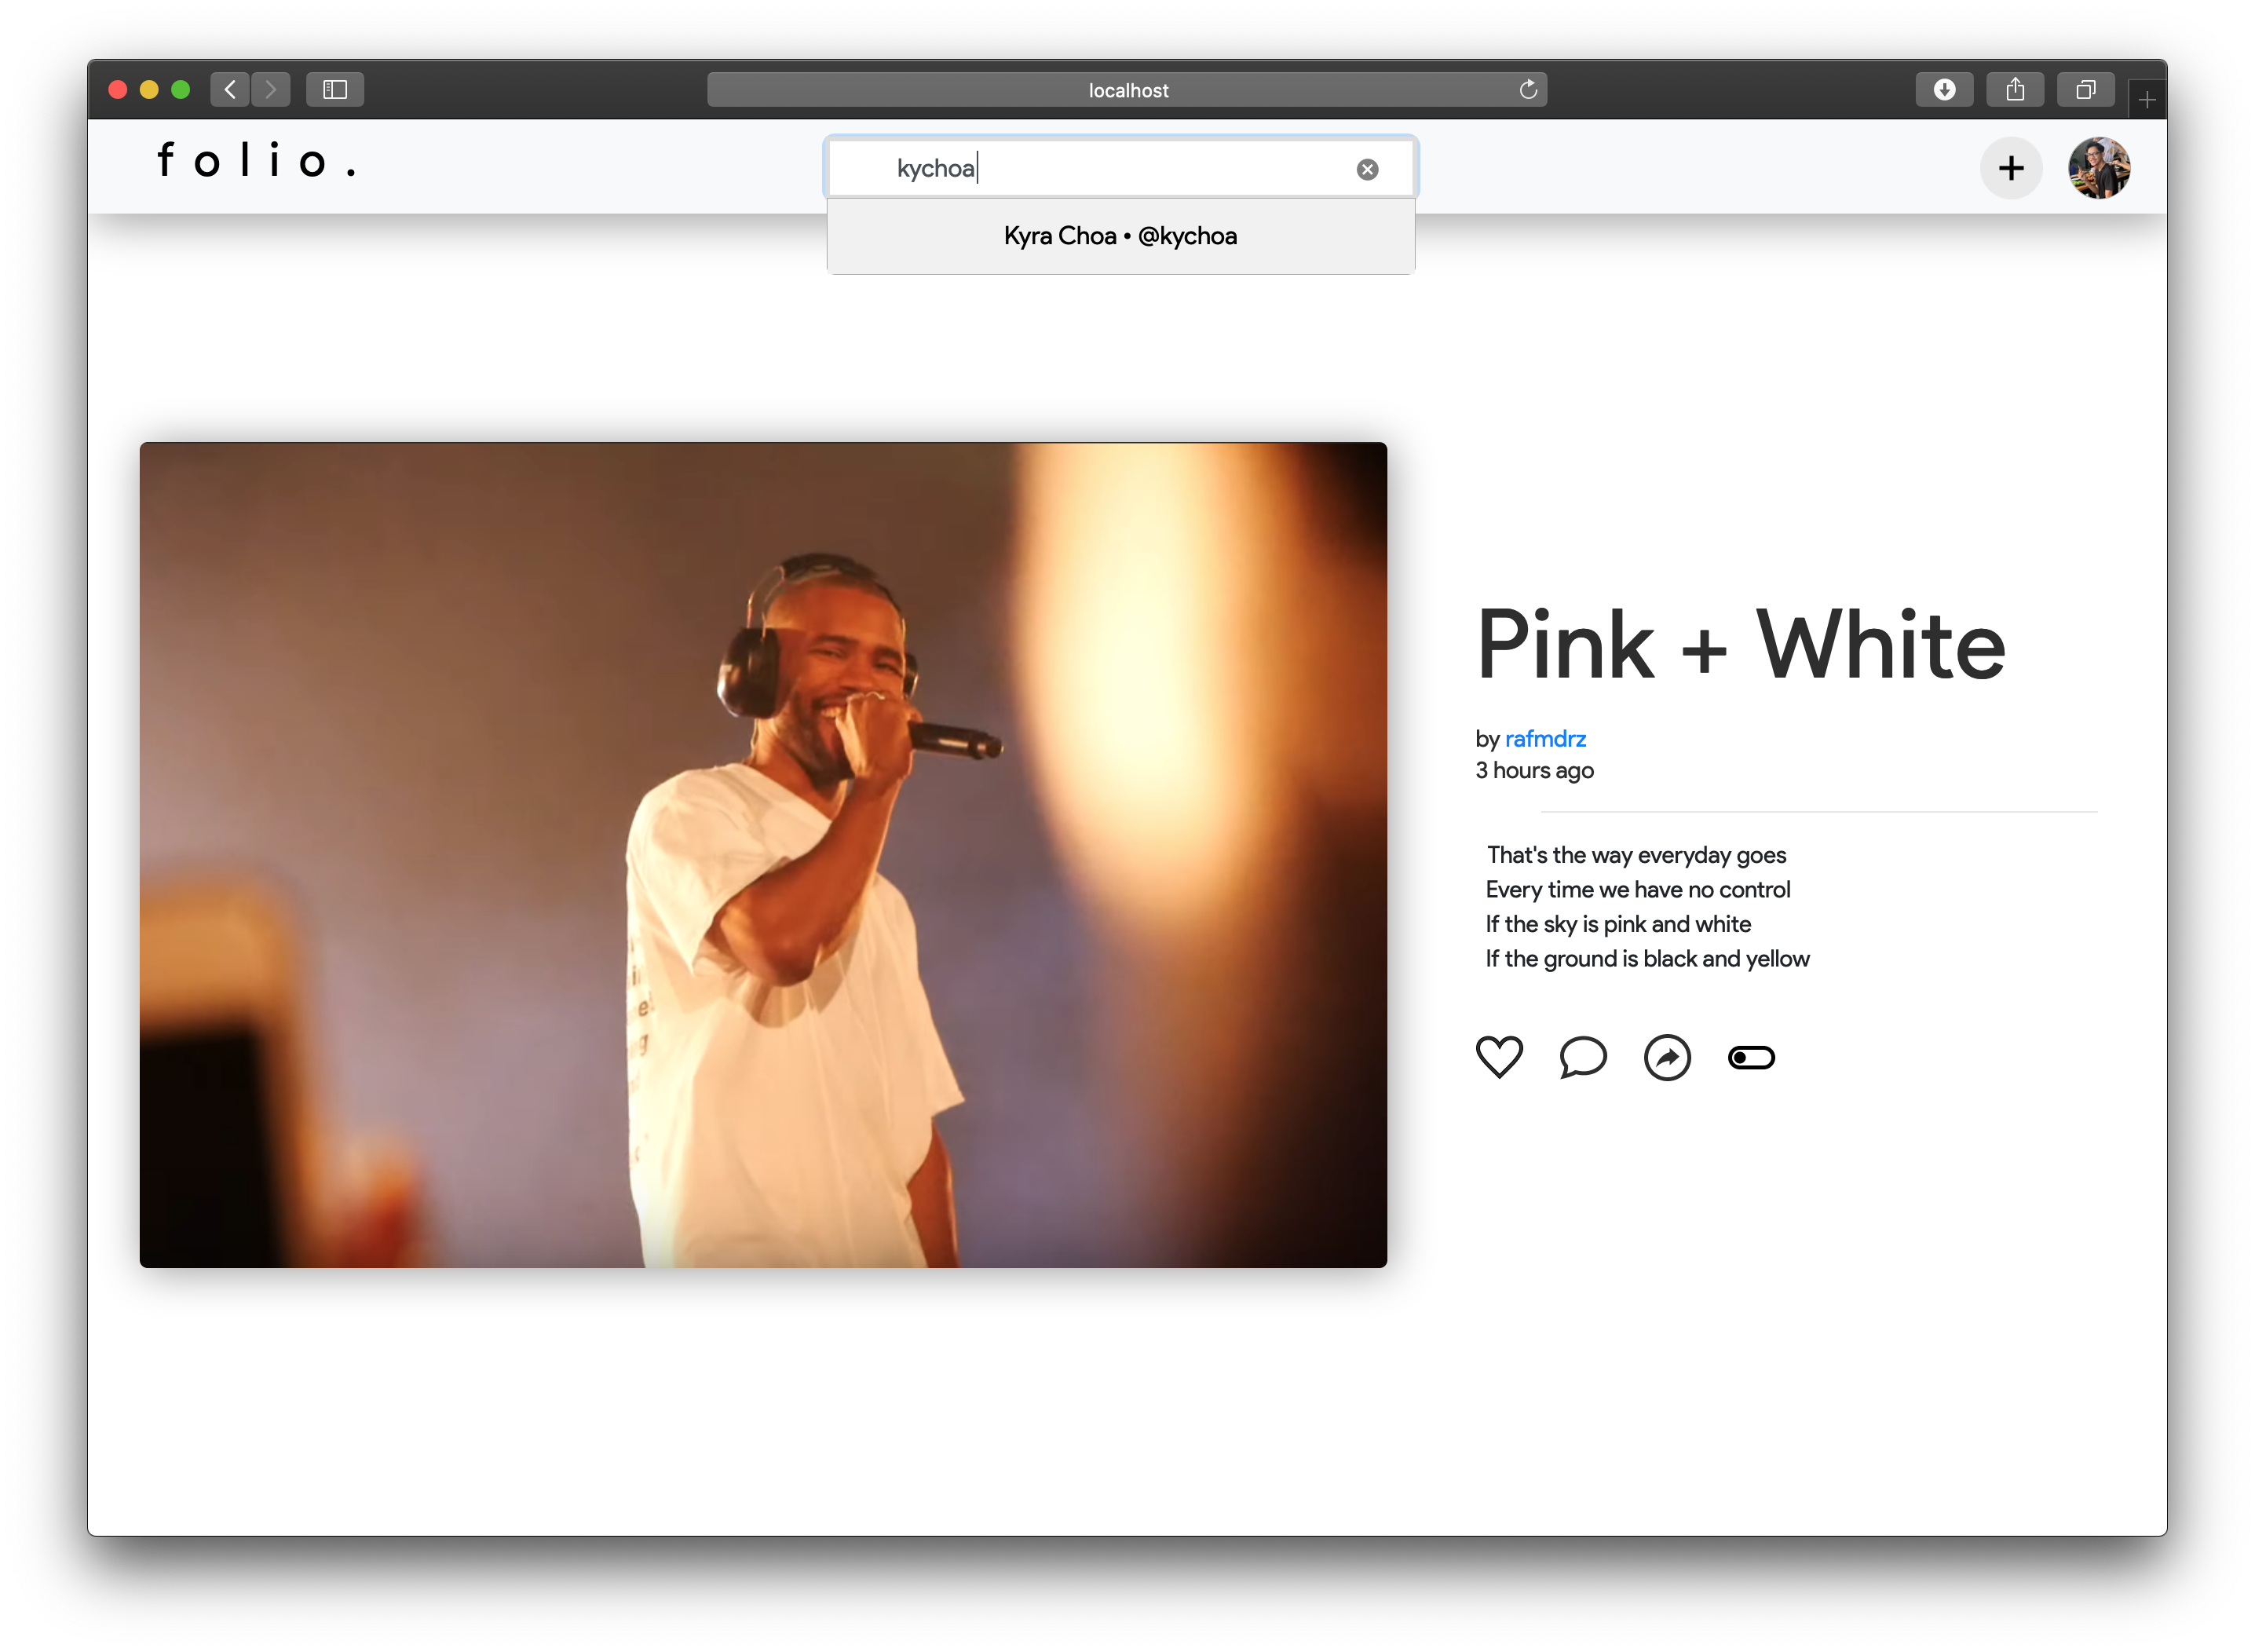 localhost
folio.
kychoa
Kyra Choa • @kychoa
Pink + White
by rafmdrz
3 hours ago
That's the way everyday goes
Every time we have no control
If the sky is pink and white
If the ground is black and yellow